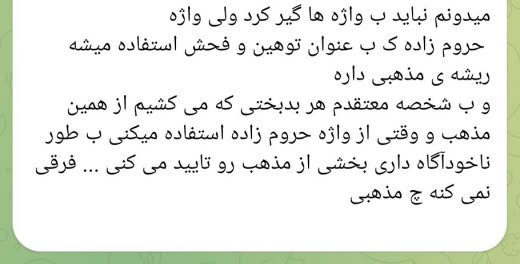 میدونم نباید ب واژه ها گیر کرد ولی واژه
حروم زاده ک ب عنوان توهین و فحش استفاده میشه
ریشه ی مذهبی داره
و ب شخصه معتقدم هر بدبختی که می کشیم از همین
مذهب و وقتی از واژه حروم زاده استفاده میکنی ب طور
ناخودآگاه داری بخشی از مذهب رو تایید می کنی ... فرقی
نمی کنه چ مذهبی